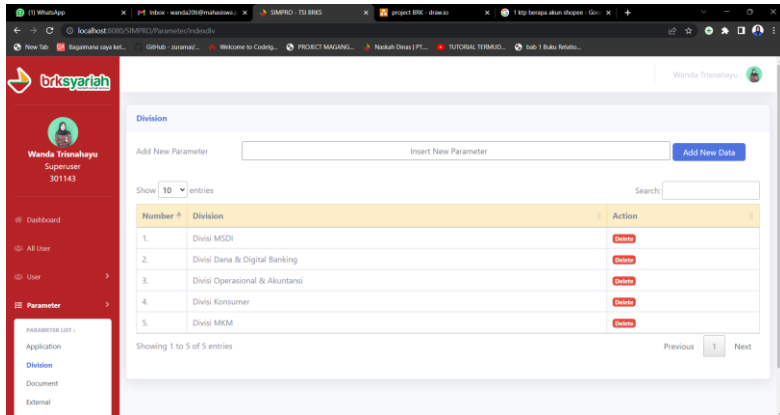 (1) WhatsApp
Inbox - wanda20ti@mahasiswa.
SIMPRO - TSI BRKS
project BRK - draw.io
1 ktp berapa akun shopee - Goo
localhost:8080/SIMPRO/Parameter/indexdiv
New Tab
Bagaimana saya ket...
GitHub - zuramai/...
Welcome to CodeIg...
PROJECT MAGANG...
Naskah Dinas | PT....
TUTORIAL TERMUD...
bab 1 Buku Relatio...
brksyariah
Wanda Trisnahayu
Wanda Trisnahayu
Superuser
301143
Dashboard
All User
User
Parameter
PARAMETER LIST :
Application
Division
Document
External
Division
Add New Parameter
Insert New Parameter
Add New Data
Show 10 entries
Search:
Number Division Action
1. Divisi MSDI Delete
2. Divisi Dana & Digital Banking Delete
3. Divisi Operasional & Akuntansi Delete
4. Divisi Konsumer Delete
5. Divisi MKM Delete
Showing 1 to 5 of 5 entries
Previous 1 Next